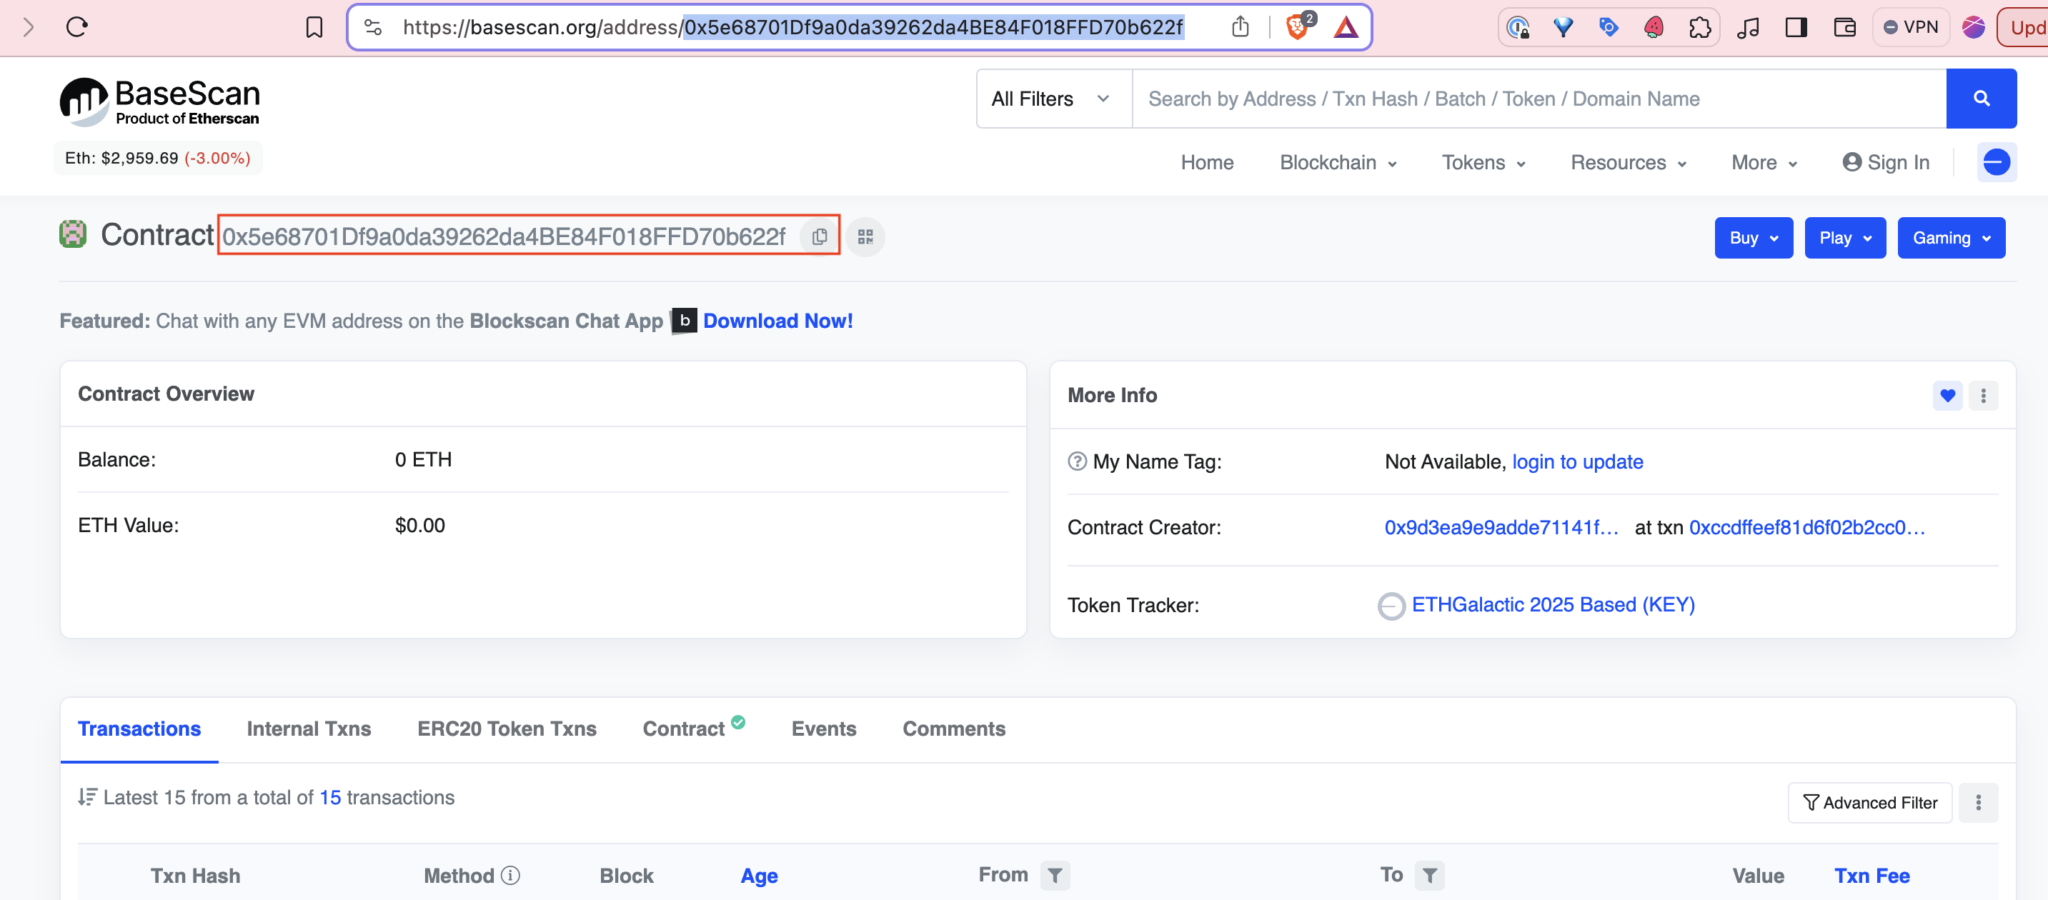 https://basescan.org/address/0x5e68701Df9a0da39262da4BE84F018FFD70b622f
2
VPN
Upd
BaseScan
Product of Etherscan
All Filters
Search by Address / Txn Hash / Batch / Token / Domain Name
Eth: $2,959.69 (-3.00%)
Home Blockchain Tokens Resources More Sign In
Contract 0x5e68701Df9a0da39262da4BE84F018FFD70b622f
Buy Play Gaming
Featured: Chat with any EVM address on the Blockscan Chat App b Download Now!
Contract Overview
Balance: 0 ETH
ETH Value: $0.00
More Info
My Name Tag: Not Available, login to update
Contract Creator: 0x9d3ea9e9adde71141f... at txn 0xccdffeef81d6f02b2cc0...
Token Tracker: ETHGalactic 2025 Based (KEY)
Transactions Internal Txns ERC20 Token Txns Contract Events Comments
Latest 15 from a total of 15 transactions
Advanced Filter
Txn Hash Method Block Age From To Value Txn Fee